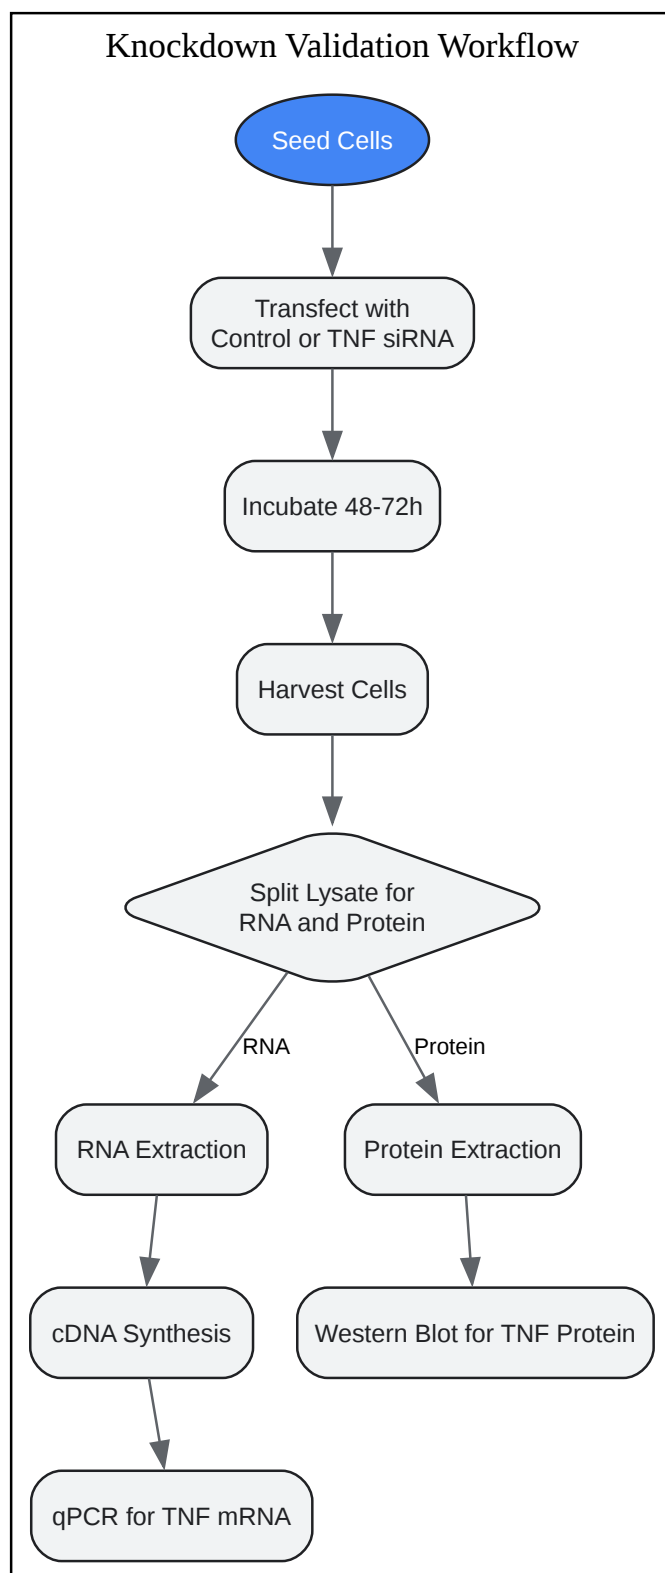 Knockdown Validation Workflow
Seed Cells
Transfect with
Control or TNF siRNA
Incubate 48-72h
Harvest Cells
Split Lysate for
RNA and Protein
RNA
Protein
RNA Extraction
Protein Extraction
cDNA Synthesis
Western Blot for TNF Protein
qPCR for TNF mRNA